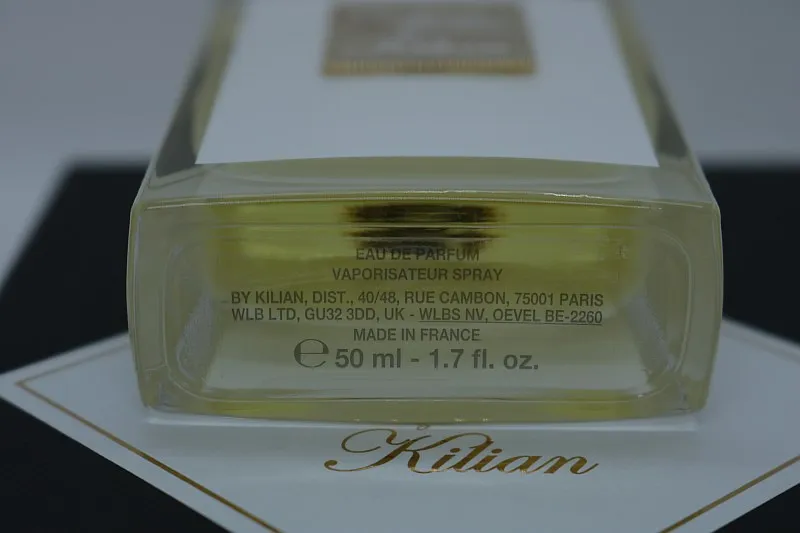 EAU DE PARFUM
VAPORISATEUR SPRAY
BY KILIAN, DIST., 40/48, RUE CAMBON, 75001 PARIS
WLB LTD, GU32 3DD, UK - WLBS NV, OEVEL BE-2260
MADE IN FRANCE
℮ 50 ml - 1.7 fl. oz.
Kilian